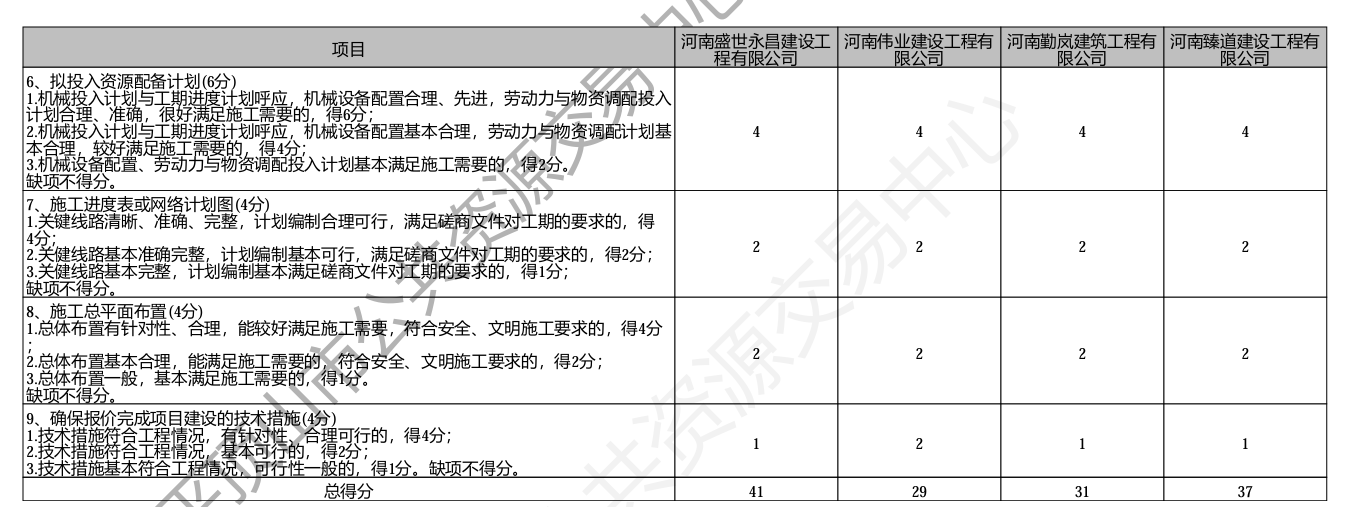 项目
河南盛世永昌建设工
程有限公司
河南伟业建设工程有
限公司
河南勤岚建筑工程有
限公司
河南臻道建设工程有
限公司
6、拟投入资源配备计划(6分)
1.机械投入计划与工期进度计划呼应，机械设备配置合理、先进，劳动力与物资调配投入
计划合理、准确，很好满足施工需要的，得6分；
2.机械投入计划与工期进度计划呼应，机械设备配置基本合理，劳动力与物资调配计划基
本合理，较好满足施工需要的，得4分；
3.机械设备配置、劳动力与物资调配投入计划基本满足施工需要的，得2分。
缺项不得分。
4
4
4
4
7、施工进度表或网络计划图(4分)
1.关键线路清晰、准确、完整，计划编制合理可行，满足磋商文件对工期的要求的，得
4分；
2.关健线路基本准确完整，计划编制基本可行，满足磋商文件对工期的要求的，得2分；
3.关健线路基本完整，计划编制基本满足磋商文件对工期的要求的，得1分；
缺项不得分。
2
2
2
2
8、施工总平面布置(4分)
1.总体布置有针对性、合理，能较好满足施工需要，符合安全、文明施工要求的，得4分
；
2.总体布置基本合理，能满足施工需要的，符合安全、文明施工要求的，得2分；
3.总体布置一般，基本满足施工需要的，得1分。
缺项不得分。
2
2
2
2
9、确保报价完成项目建设的技术措施(4分)
1.技术措施符合工程情况，有针对性、合理可行的，得4分；
2.技术措施符合工程情况，基本可行的，得2分；
3.技术措施基本符合工程情况，可行性一般的，得1分。缺项不得分。
1
2
1
1
总得分
41
29
31
37
平顶山市公共资源交易中心
共资源交易中心